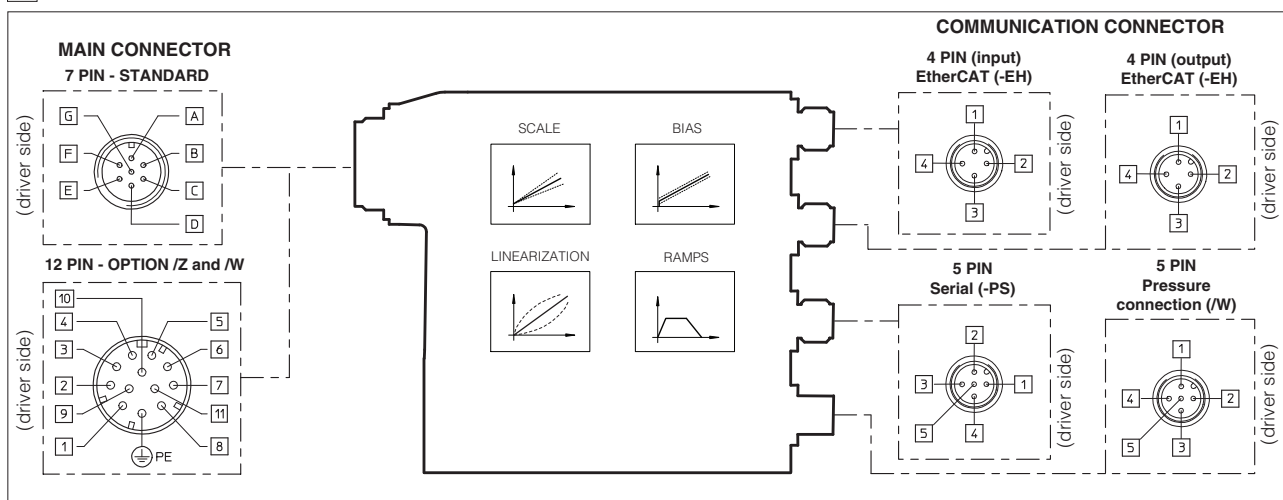 MAIN CONNECTOR
7 PIN - STANDARD
(driver side)
G
A
F
B
E
C
D
12 PIN - OPTION /Z and /W
(driver side)
10
4
5
3
6
2
7
9
11
1
8
PE
SCALE
BIAS
LINEARIZATION
RAMPS
COMMUNICATION CONNECTOR
4 PIN (input)
EtherCAT (-EH)
1
4
2
3
(driver side)
4 PIN (output)
EtherCAT (-EH)
1
4
2
3
(driver side)
5 PIN
Serial (-PS)
2
3
1
5
4
(driver side)
5 PIN
Pressure
connection (/W)
1
4
2
5
3
(driver side)